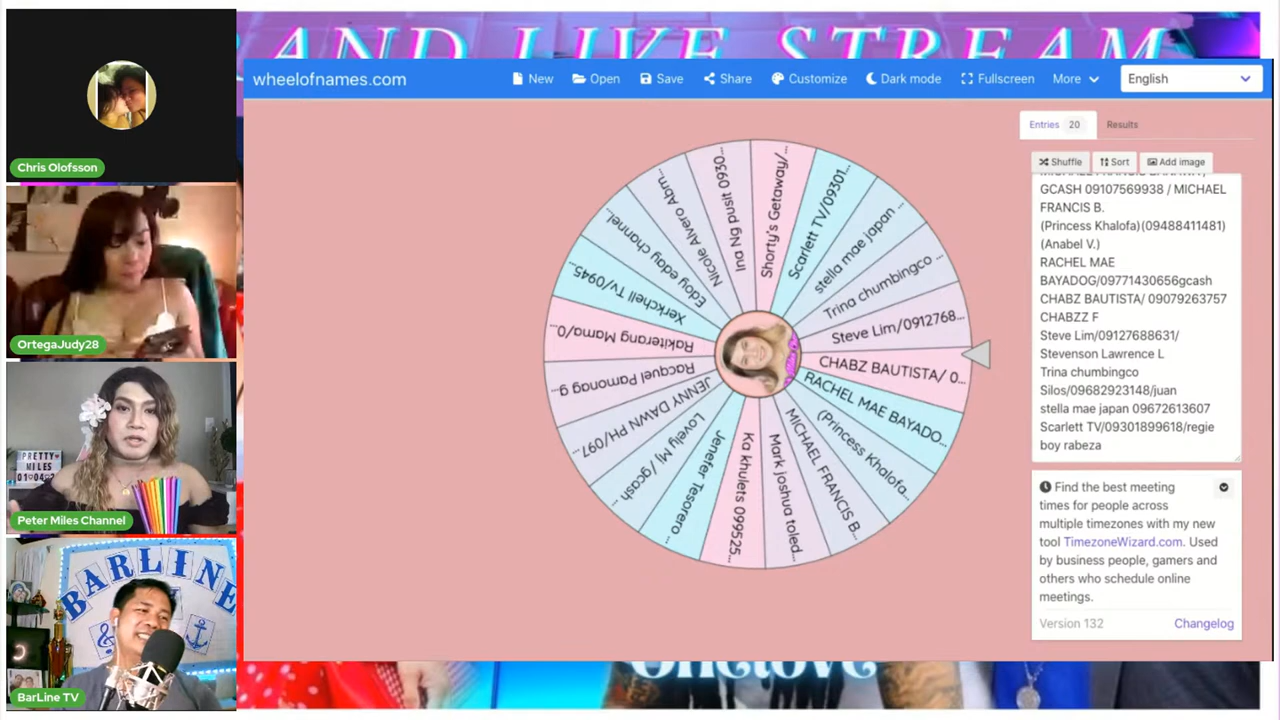 AND LIVE STREAM
wheelofnames.com
New
Open
Save
Share
Customize
Dark mode
Fullscreen
More
English
Entries 20
Results
Shuffle
Sort
Add image
GCASH 09107569938 / MICHAEL
FRANCIS B.
(Princess Khalofa)(09488411481)
(Anabel V.)
RACHEL MAE
BAYADOG/09771430656gcash
CHABZ BAUTISTA/ 09079263757
CHABZZ F
Steve Lim/09127688631/
Stevenson Lawrence L
Trina chumbingco
Silos/09682923148/juan
stella mae japan 09672613607
Scarlett TV/09301899618/regie
boy rabeza
Find the best meeting
times for people across
multiple timezones with my new
tool TimezoneWizard.com. Used
by business people, gamers and
others who schedule online
meetings.
Version 132
Changelog
Shorty's Getaway/...
Scarlett TV/09301...
stella mae japan ...
Trina chumbingco ...
Steve Lim/0912768...
CHABZ BAUTISTA/ 0...
RACHEL MAE BAYADO...
(Princess Khalofa...
MICHAEL FRANCIS B...
Mark joshua toled...
Ka khulets 099525...
Jenefer Tesorero ...
Lovely M/ gcash ...
JENNY DAWN PH/097...
Racquel Pamonag g...
Rakiterang Mama/0...
Xerkchell Tv/0945...
Edoy eday channel...
Nicole Alvero Abn...
Ina Ng pusit 0930...
Chris Olofsson
OrtegaJudy28
PRETTY
MILES
Peter Miles Channel
BARLINE
BarLine TV
Onelove